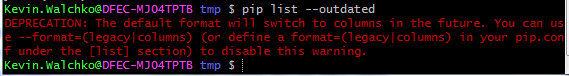 Kevin.Walchko@DFEC-MJO4TPTB tmp $ pip list --outdated
DEPRECATION: The default format will switch to columns in the future. You can us
e --format=(legacy|columns) (or define a format=(legacy|columns) in your pip.con
f under the [list] section) to disable this warning.
Kevin.Walchko@DFEC-MJO4TPTB tmp $